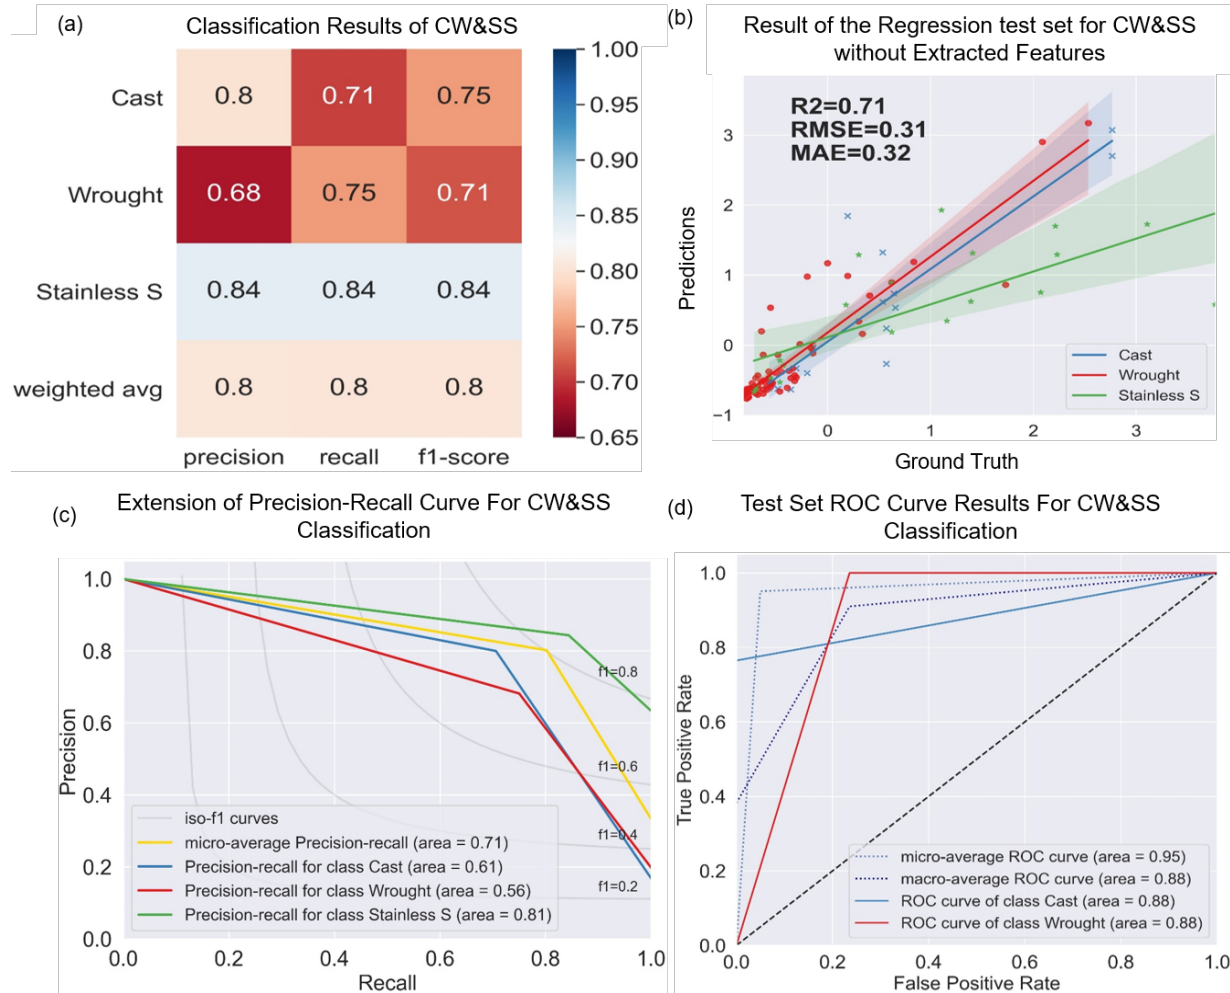 (a)
Classification Results of CW&SS
Cast
0.8 0.71 0.75
Wrought
0.68 0.75 0.71
Stainless S
0.84 0.84 0.84
weighted avg
0.8 0.8 0.8
precision recall f1-score
1.00
0.95
0.90
0.85
0.80
0.75
0.70
0.65
(b)
Result of the Regression test set for CW&SS
without Extracted Features
R2=0.71
RMSE=0.31
MAE=0.32
Predictions
3
2
1
0
−1
Cast
Wrought
Stainless S
0 1 2 3
Ground Truth
(c)
Extension of Precision-Recall Curve For CW&SS
Classification
Precision
1.0
0.8
0.6
0.4
0.2
0.0
f1=0.8
f1=0.6
f1=0.4
f1=0.2
iso-f1 curves
micro-average Precision-recall (area = 0.71)
Precision-recall for class Cast (area = 0.61)
Precision-recall for class Wrought (area = 0.56)
Precision-recall for class Stainless S (area = 0.81)
0.0 0.2 0.4 0.6 0.8 1.0
Recall
(d)
Test Set ROC Curve Results For CW&SS
Classification
True Positive Rate
1.0
0.8
0.6
0.4
0.2
0.0
micro-average ROC curve (area = 0.95)
macro-average ROC curve (area = 0.88)
ROC curve of class Cast (area = 0.88)
ROC curve of class Wrought (area = 0.88)
0.0 0.2 0.4 0.6 0.8 1.0
False Positive Rate